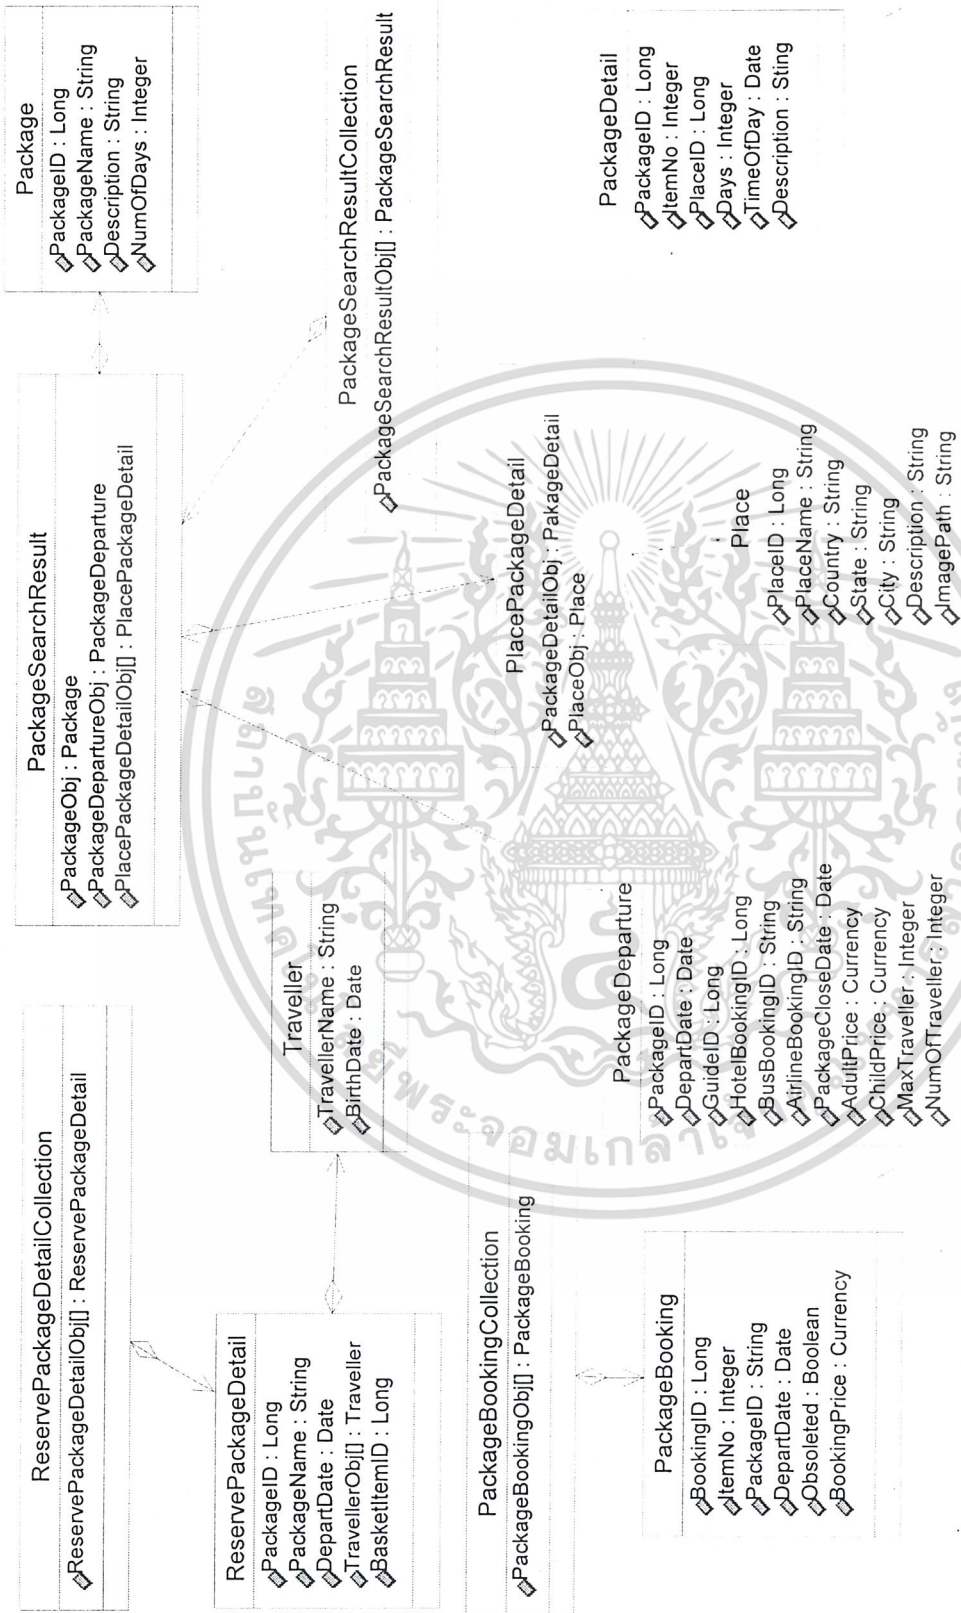 ReservePackageDetailCollection
ReservePackageDetailObj[] : ReservePackageDetail
PackageSearchResult
PackageObj : Package
PackageDepartureObj : PackageDeparture
PlacePackageDetailObj[] : PlacePackageDetail
Package
PackageID : Long
PackageName : String
Description : String
NumOfDays : Integer
ReservePackageDetail
PackageID : Long
PackageName : String
DepartDate : Date
TravellerObj[] : Traveller
BasketItemID : Long
Traveller
TravellerName : String
BirthDate : Date
PackageSearchResultCollection
PackageSearchResultObj[] : PackageSearchResult
PackageBookingCollection
PackageBookingObj[] : PackageBooking
PlacePackageDetail
PackageDetailObj : PakageDetail
PlaceObj : Place
PackageBooking
BookingID : Long
ItemNo : Integer
PackageID : String
DepartDate : Date
Obsoleted : Boolean
BookingPrice : Currency
PackageDeparture
PackageID : Long
DepartDate : Date
GuideID : Long
HotelBookingID : Long
BusBookingID : String
AirlineBookingID : String
PackageCloseDate : Date
AdultPrice : Currency
ChildPrice : Currency
MaxTraveller : Integer
NumOfTraveller : Integer
Place
PlaceID : Long
PlaceName : String
Country : String
State : String
City : String
Description : String
ImagePath : String
PackageDetail
PackageID : Long
ItemNo : Integer
PlaceID : Long
Days : Integer
TimeOfDay : Date
Description : Sting